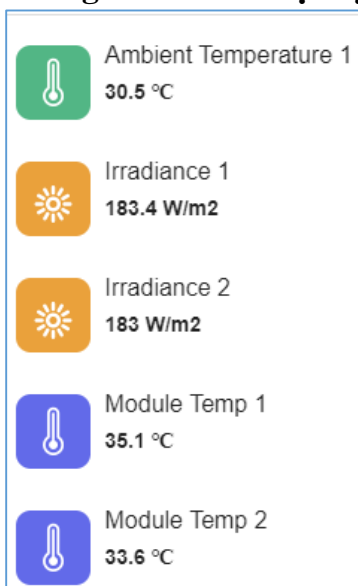 Ambient Temperature 1
30.5 °C
Irradiance 1
183.4 W/m2
Irradiance 2
183 W/m2
Module Temp 1
35.1 °C
Module Temp 2
33.6 °C